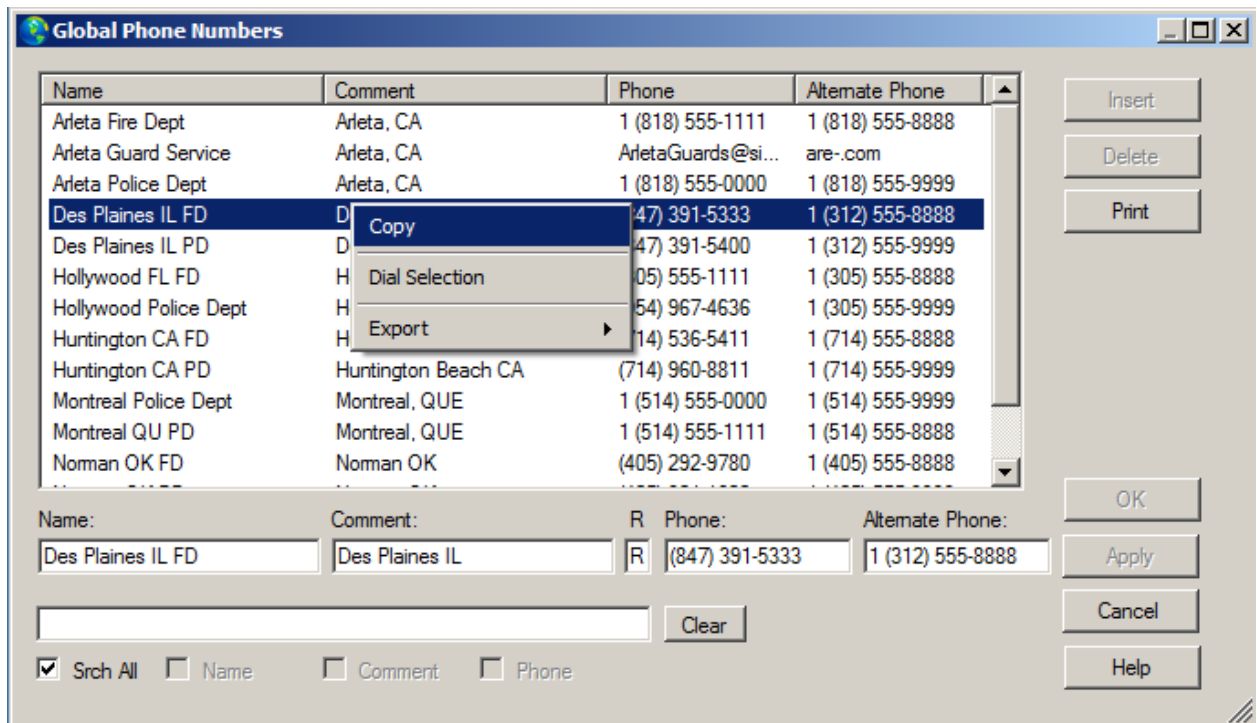 Global Phone Numbers
Name Comment Phone Alternate Phone
Arleta Fire Dept Arleta, CA 1 (818) 555-1111 1 (818) 555-8888
Arleta Guard Service Arleta, CA ArletaGuards@si... are-.com
Arleta Police Dept Arleta, CA 1 (818) 555-0000 1 (818) 555-9999
Des Plaines IL FD D 47) 391-5333 1 (312) 555-8888
Des Plaines IL PD D 47) 391-5400 1 (312) 555-9999
Hollywood FL FD H 05) 555-1111 1 (305) 555-8888
Hollywood Police Dept H 54) 967-4636 1 (305) 555-9999
Huntington CA FD H 14) 536-5411 1 (714) 555-8888
Huntington CA PD Huntington Beach CA (714) 960-8811 1 (714) 555-9999
Montreal Police Dept Montreal, QUE 1 (514) 555-0000 1 (514) 555-9999
Montreal QU PD Montreal, QUE 1 (514) 555-1111 1 (514) 555-8888
Norman OK FD Norman OK (405) 292-9780 1 (405) 555-8888
Copy
Dial Selection
Export
Insert
Delete
Print
Name: Comment: R Phone: Alternate Phone:
Des Plaines IL FD Des Plaines IL R (847) 391-5333 1 (312) 555-8888
Clear
Srch All Name Comment Phone
OK
Apply
Cancel
Help